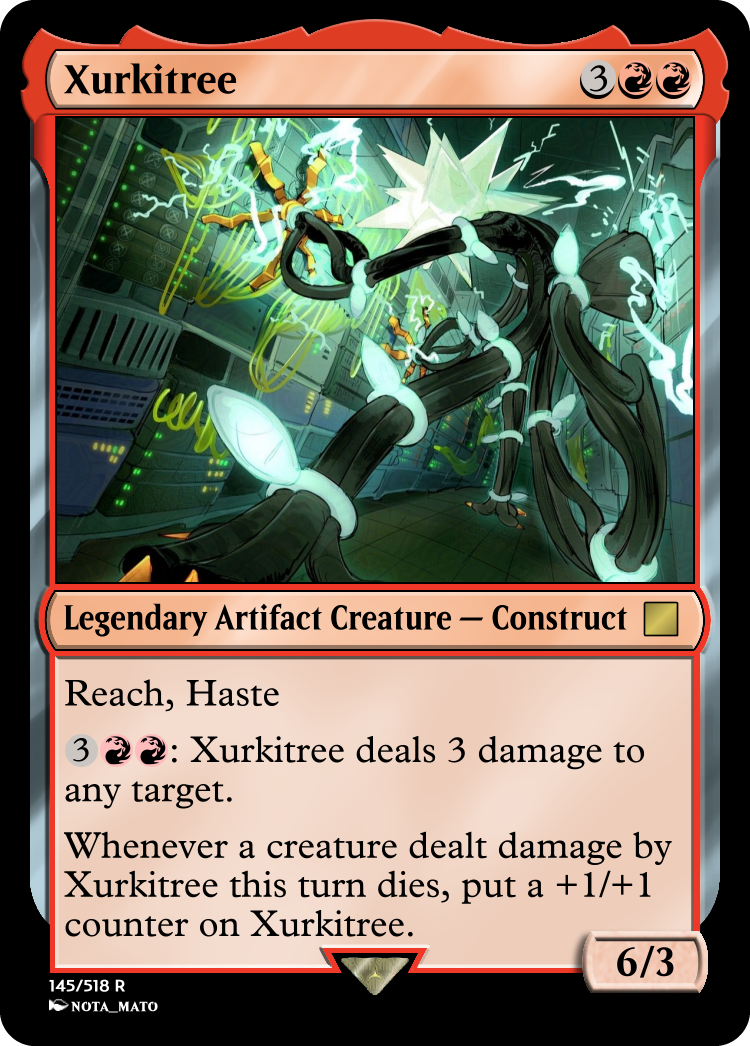 Xurkitree 3
Legendary Artifact Creature — Construct
Reach, Haste
3: Xurkitree deals 3 damage to
any target.
Whenever a creature dealt damage by
Xurkitree this turn dies, put a +1/+1
counter on Xurkitree.
6/3
145/518 R
NOTA_MATO